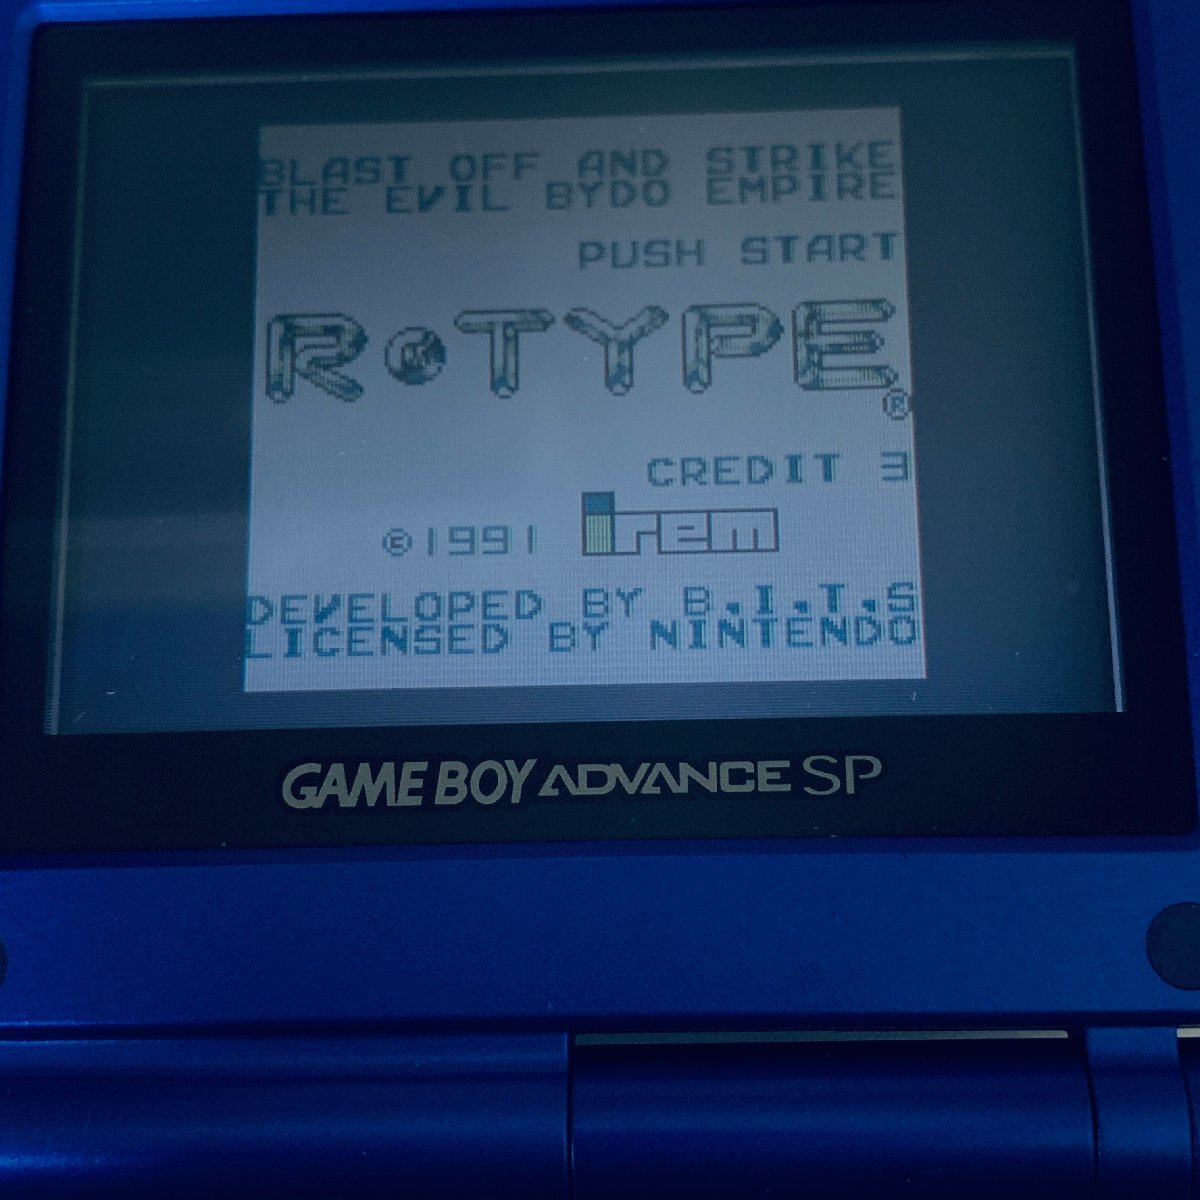 BLAST OFF AND STRIKE
THE EVIL BYDO EMPIRE
PUSH START
R•TYPE
®
CREDIT 3
©1991 irem
DEVELOPED BY B.I.T.S
LICENSED BY NINTENDO
GAME BOY ADVANCE SP